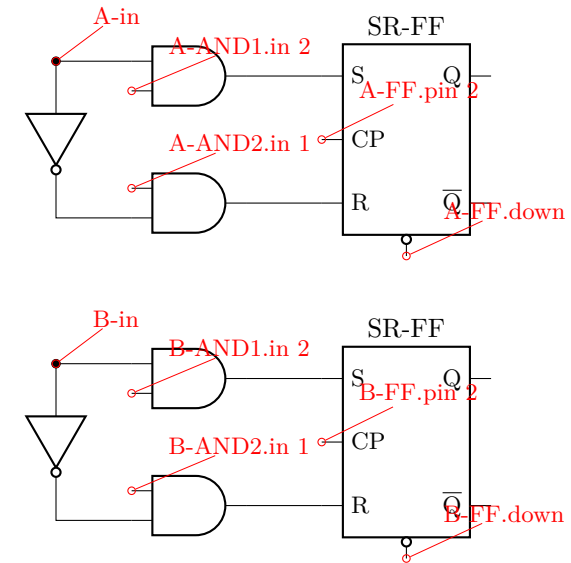 A-in
SR-FF
A-AND1.in 2
S
Q
A-FF.pin 2
CP
A-AND2.in 1
R
Q̅
A-FF.down
B-in
SR-FF
B-AND1.in 2
S
Q
B-FF.pin 2
CP
B-AND2.in 1
R
Q̅
B-FF.down